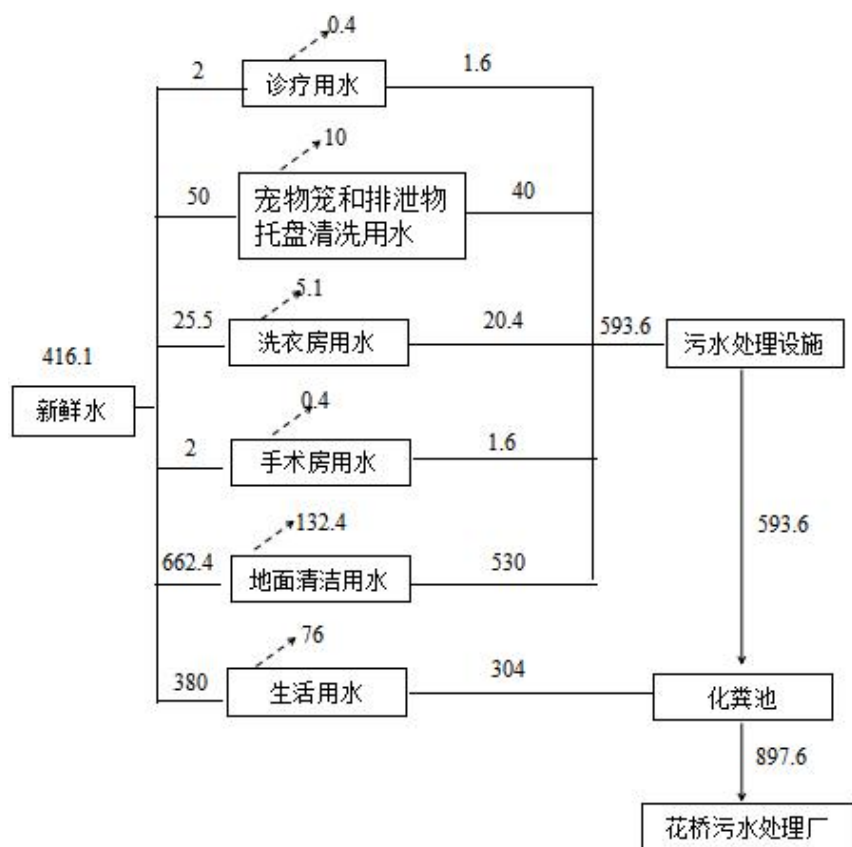 0.4
2
诊疗用水
1.6
10
50
宠物笼和排泄物
托盘清洗用水
40
5.1
25.5
洗衣房用水
20.4
593.6
污水处理设施
416.1
新鲜水
0.4
2
手术房用水
1.6
593.6
132.4
662.4
地面清洁用水
530
76
380
生活用水
304
化粪池
897.6
花桥污水处理厂